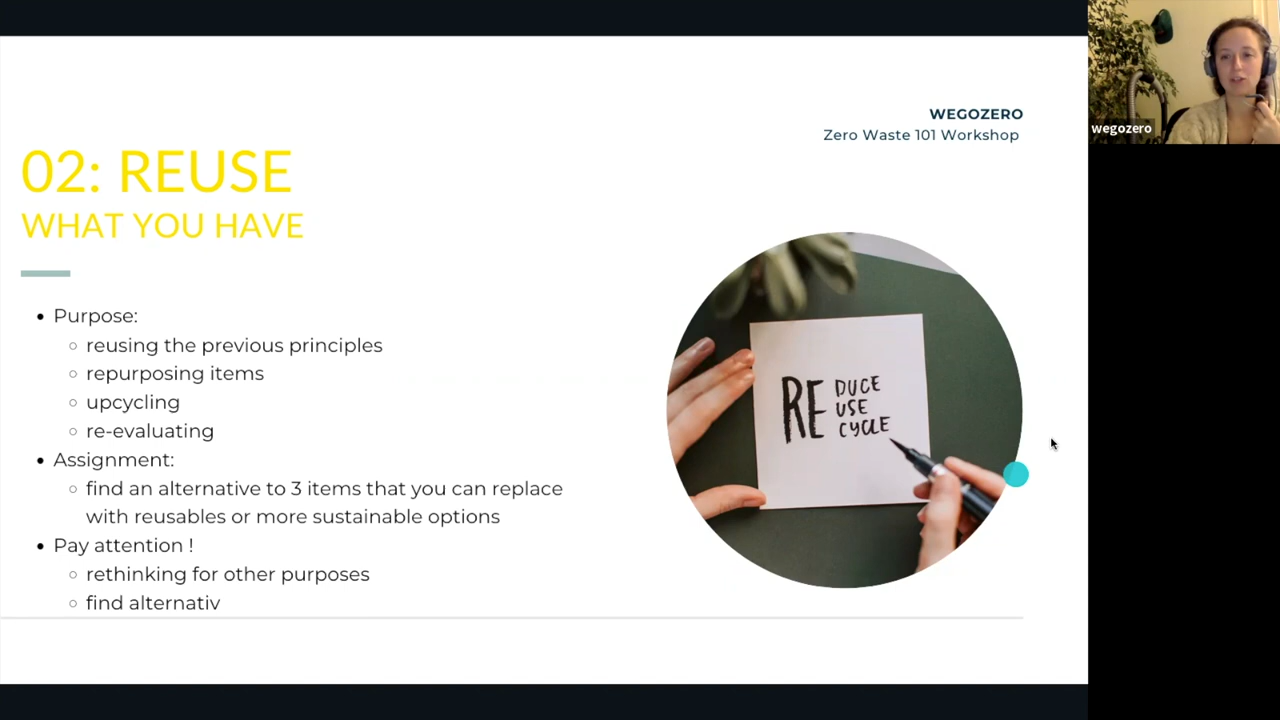 WEGOZERO
Zero Waste 101 Workshop
02: REUSE
WHAT YOU HAVE
• Purpose:
○ reusing the previous principles
○ repurposing items
○ upcycling
○ re-evaluating
• Assignment:
○ find an alternative to 3 items that you can replace
with reusables or more sustainable options
• Pay attention !
○ rethinking for other purposes
○ find alternativ
RE DUCE
USE
CYCLE
wegozero